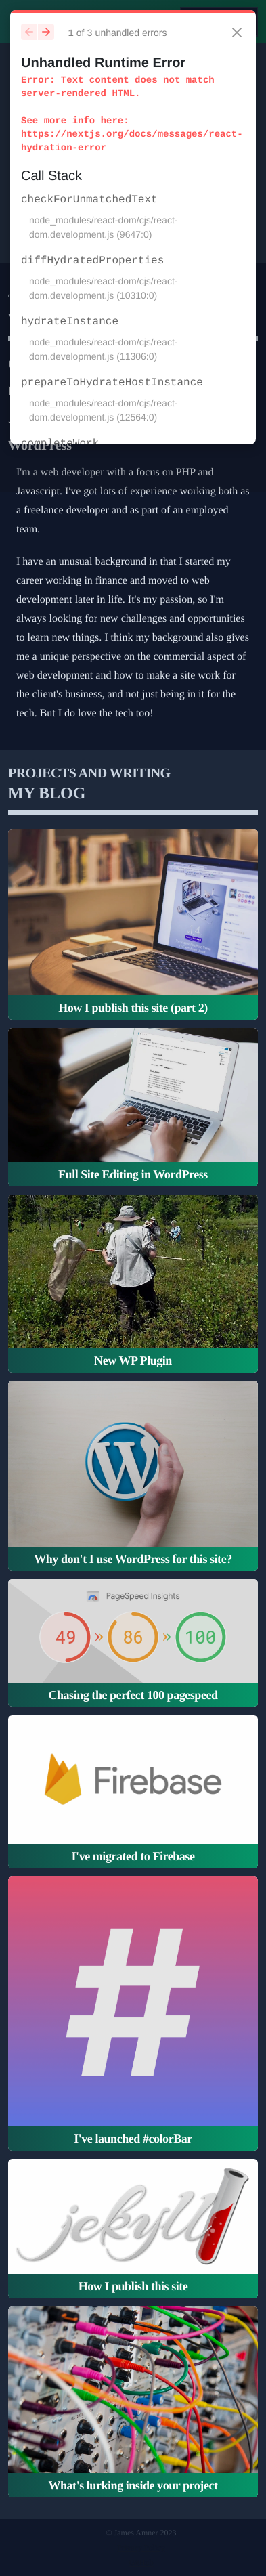 1 of 3 unhandled errors
Unhandled Runtime Error
Error: Text content does not match
server-rendered HTML.
See more info here:
https://nextjs.org/docs/messages/react-
hydration-error
Call Stack
checkForUnmatchedText
node_modules/react-dom/cjs/react-
dom.development.js (9647:0)
diffHydratedProperties
node_modules/react-dom/cjs/react-
dom.development.js (10310:0)
hydrateInstance
node_modules/react-dom/cjs/react-
dom.development.js (11306:0)
prepareToHydrateHostInstance
node_modules/react-dom/cjs/react-
dom.development.js (12564:0)
completeWork
WordPress
I'm a web developer with a focus on PHP and
Javascript. I've got lots of experience working both as
a freelance developer and as part of an employed
team.
I have an unusual background in that I started my
career working in finance and moved to web
development later in life. It's my passion, so I'm
always looking for new challenges and opportunities
to learn new things. I think my background also gives
me a unique perspective on the commercial aspect of
web development and how to make a site work for
the client's business, and not just being in it for the
tech. But I do love the tech too!
PROJECTS AND WRITING
MY BLOG
How I publish this site (part 2)
Full Site Editing in WordPress
New WP Plugin
Why don't I use WordPress for this site?
PageSpeed Insights
49 » 86 » 100
Chasing the perfect 100 pagespeed
Firebase
I've migrated to Firebase
#
I've launched #colorBar
jekyll
How I publish this site
What's lurking inside your project
© James Amner 2023